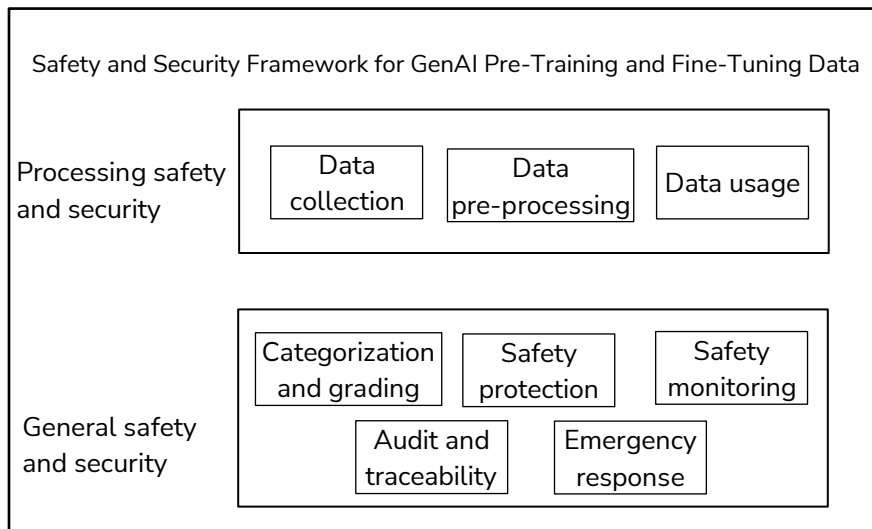 Safety and Security Framework for GenAI Pre-Training and Fine-Tuning Data
Processing safety
and security
Data
collection
Data
pre-processing
Data usage
General safety
and security
Categorization
and grading
Safety
protection
Safety
monitoring
Audit and
traceability
Emergency
response